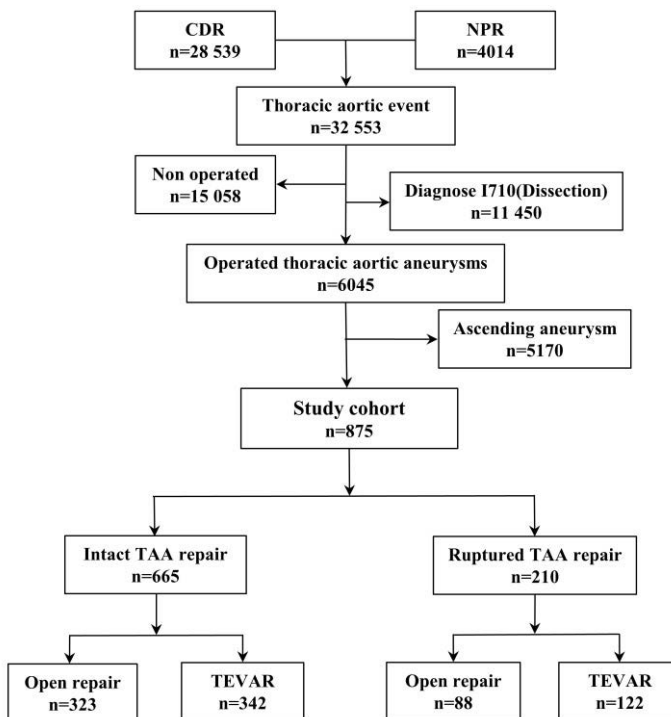 CDR
n=28 539
NPR
n=4014
Thoracic aortic event
n=32 553
Non operated
n=15 058
Diagnose I710(Dissection)
n=11 450
Operated thoracic aortic aneurysms
n=6045
Ascending aneurysm
n=5170
Study cohort
n=875
Intact TAA repair
n=665
Ruptured TAA repair
n=210
Open repair
n=323
TEVAR
n=342
Open repair
n=88
TEVAR
n=122